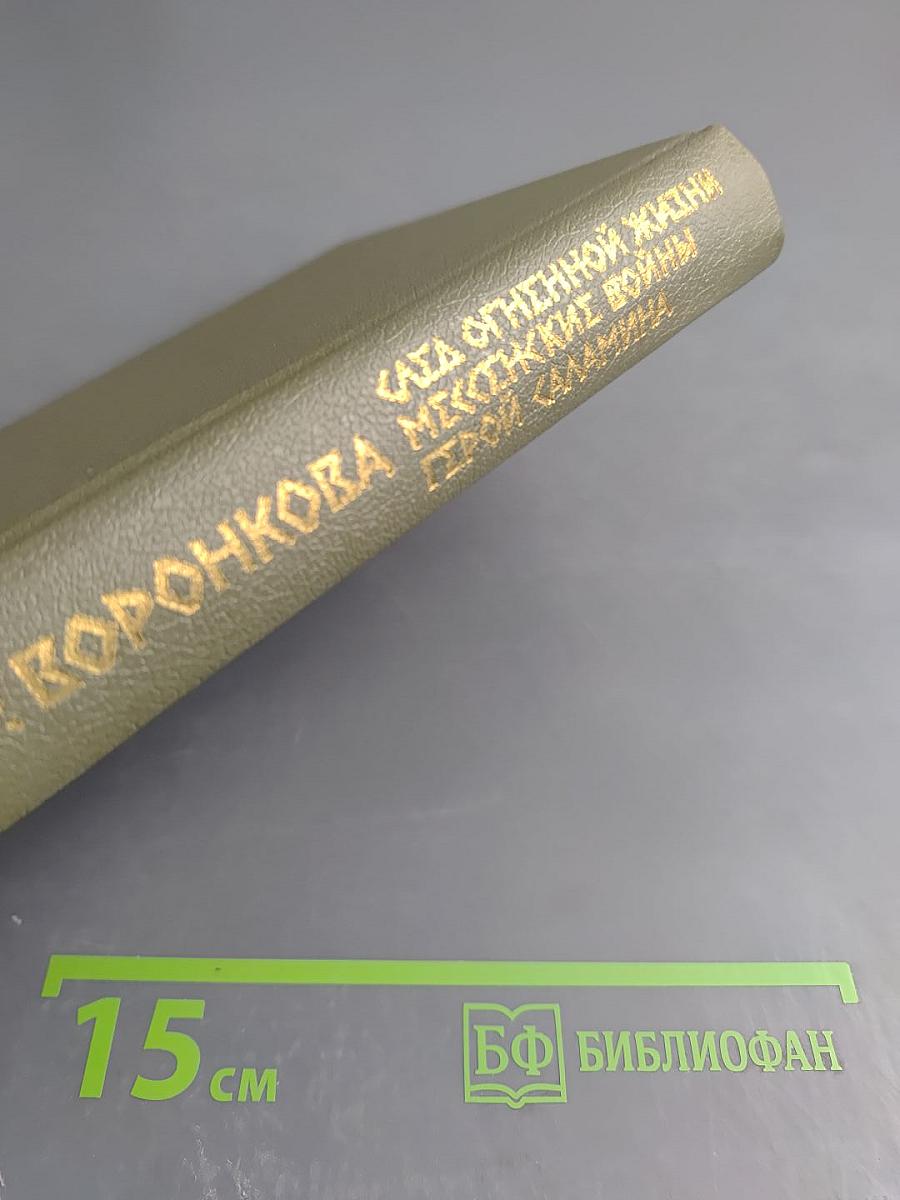 . ВОРОНКОВА
СЛЕД ОГНЕННОЙ ЖИЗНИ
МЕССЕНСКИЕ ВОЙНЫ
ГЕРОЙ САЛАМИНА
15 см
БФ БИБЛИОФАН